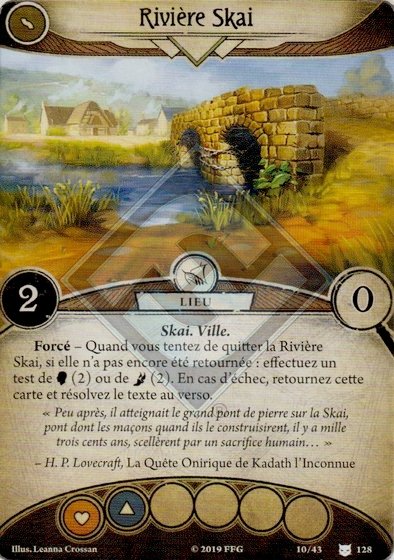 Rivière Skai
2
LIEU
0
Skai. Ville.
Forcé – Quand vous tentez de quitter la Rivière
Skai, si elle n'a pas encore été retournée : effectuez un
test de (2) ou de (2). En cas d'échec, retournez cette
carte et résolvez le texte au verso.
« Peu après, il atteignait le grand pont de pierre sur la Skai,
pont dont les maçons quand ils le construisirent, il y a mille
trois cents ans, scellèrent par un sacrifice humain… »
– H. P. Lovecraft, La Quête Onirique de Kadath l'Inconnue
Illus. Leanna Crossan
© 2019 FFG
10/43
128